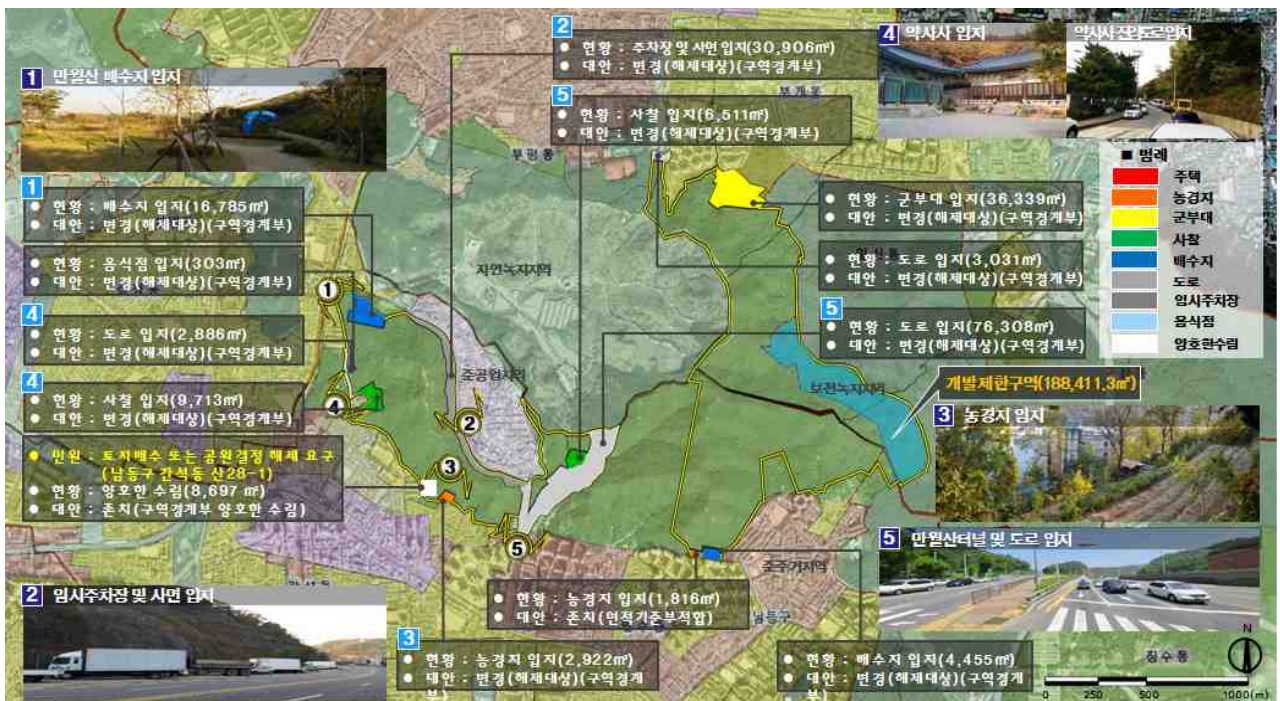 1 만월산 배수지 입지
1
현황 : 배수지 입지(16,785㎡)
대안 : 변경(해제대상)(구역경계부)
현황 : 음식점 입지(303㎡)
대안 : 변경(해제대상)(구역경계부)
4
현황 : 도로 입지(2,886㎡)
대안 : 변경(해제대상)(구역경계부)
4
현황 : 사찰 입지(9,713㎡)
대안 : 변경(해제대상)(구역경계부)
민원 : 토지배수 또는 공원결정 해제 요구
(남동구 간석동 산28-1)
현황 : 양호한 수림(8,697 ㎡)
대안 : 존치(구역경계부 양호한 수림)
2 임시주차장 및 사면 입지
2
현황 : 주차장 및 사면 입지(30,906㎡)
대안 : 변경(해제대상)(구역경계부)
5
현황 : 사찰 입지(6,511㎡)
대안 : 변경(해제대상)(구역경계부)
부개동
부평동
자연녹지지역
준공업지역
보전녹지지역
준주거지역
남동구
1
2
3
4
5
현황 : 농경지 입지(1,816㎡)
대안 : 존치(면적기준부적합)
3
현황 : 농경지 입지(2,922㎡)
대안 : 변경(해제대상)(구역경계
부)
현황 : 배수지 입지(4,455㎡)
대안 : 변경(해제대상)(구역경계
부)
4 약사사 입지
약사사 진입도로입지
현황 : 군부대 입지(36,339㎡)
대안 : 변경(해제대상)(구역경계부)
현황 : 도로 입지(3,031㎡)
대안 : 변경(해제대상)(구역경계부)
5
현황 : 도로 입지(76,308㎡)
대안 : 변경(해제대상)(구역경계부)
■ 범례
주택
농경지
군부대
사찰
배수지
도로
임시주차장
음식점
양호한수림
개발제한구역(188,411.3㎡)
3 농경지 입지
5 만월산터널 및 도로 입지
장수동
N
0 250 500 1000(m)